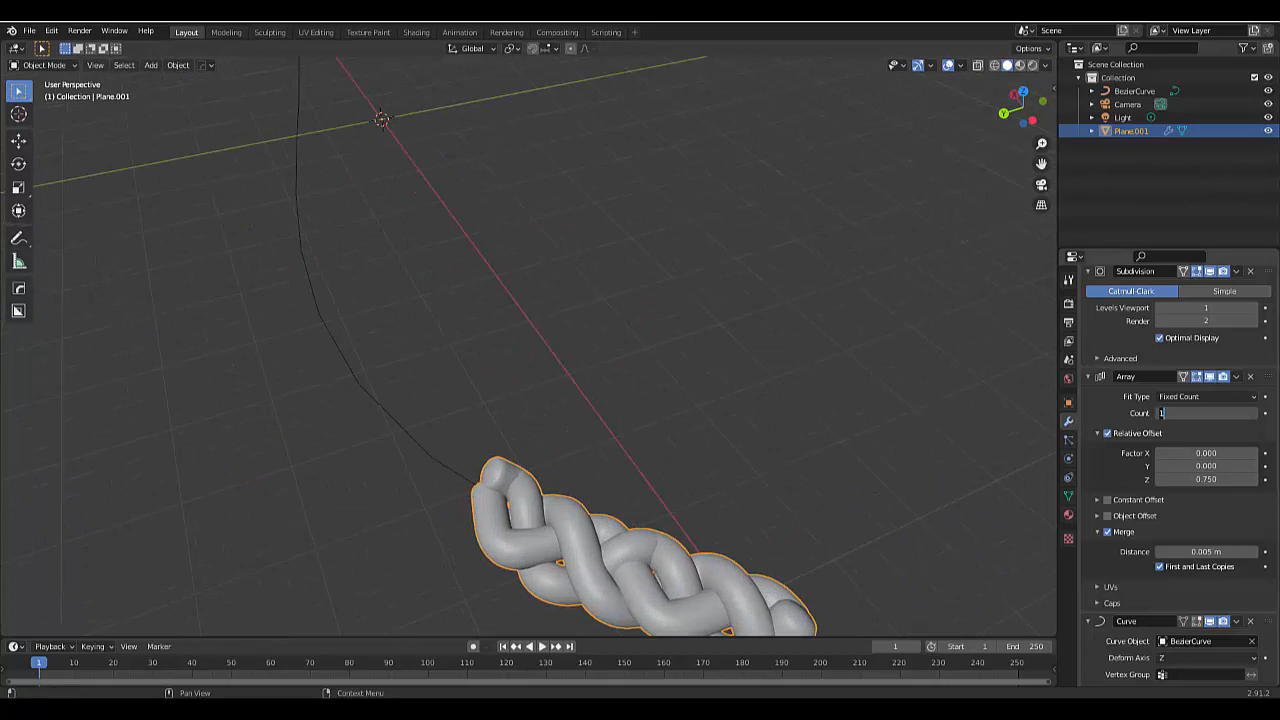 File Edit Render Window Help Layout Modeling Sculpting UV Editing Texture Paint Shading Animation Rendering Compositing Scripting + Scene View Layer
Global Options
Object Mode View Select Add Object
User Perspective
(1) Collection | Plane.001
X
Y
Z
Scene Collection
Collection
BezierCurve
Camera
Light
Plane.001
Subdivision
Catmull-Clark Simple
Levels Viewport 1
Render 2
Optimal Display
Advanced
Array
Fit Type Fixed Count
Count 1
Relative Offset
Factor X 0.000
Y 0.000
Z 0.750
Constant Offset
Object Offset
Merge
Distance 0.005 m
First and Last Copies
UVs
Caps
Curve
Curve Object BezierCurve
Deform Axis Z
Vertex Group
Playback Keying View Marker 1 Start 1 End 250
1 10 20 30 40 50 60 70 80 90 100 110 120 130 140 150 160 170 180 190 200 210 220 230 240 250
Pan View Context Menu 2.91.2